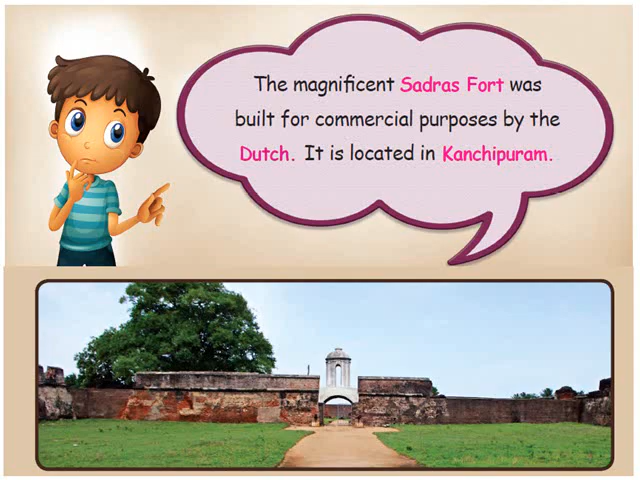 The magnificent Sadras Fort was
built for commercial purposes by the
Dutch. It is located in Kanchipuram.